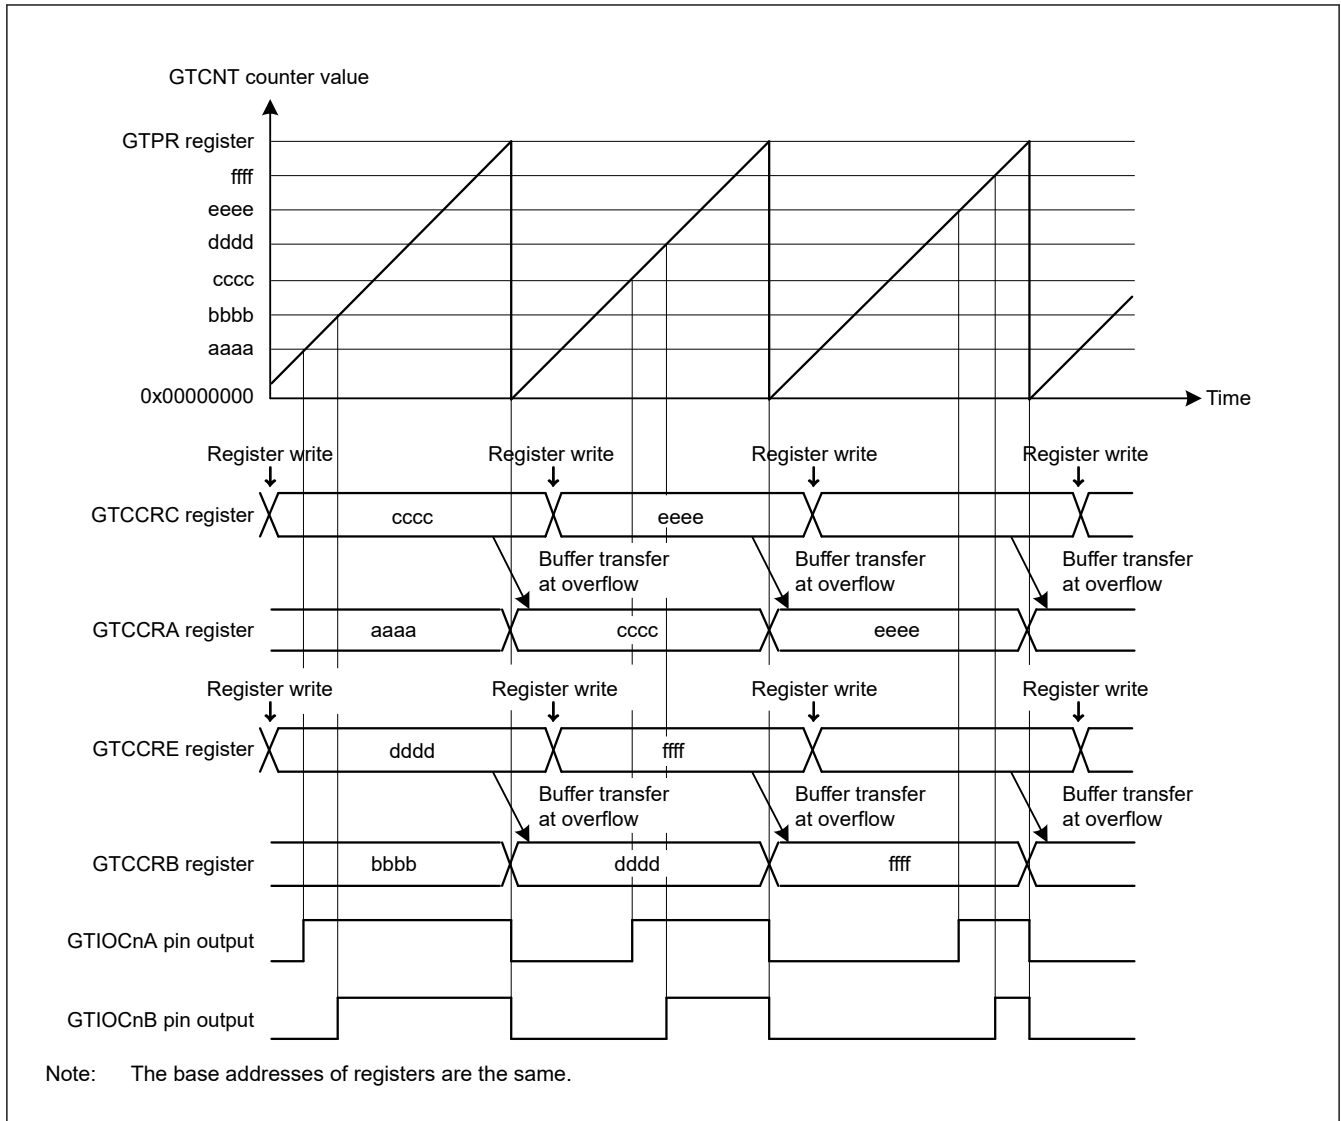 GTCNT counter value
GTPR register
ffff
eeee
dddd
cccc
bbbb
aaaa
0x00000000
Time
Register write Register write Register write Register write
GTCCRC register cccc eeee
Buffer transfer Buffer transfer Buffer transfer
at overflow at overflow at overflow
GTCCRA register aaaa cccc eeee
Register write Register write Register write Register write
GTCCRE register dddd ffff
Buffer transfer Buffer transfer Buffer transfer
at overflow at overflow at overflow
GTCCRB register bbbb dddd ffff
GTIOCnA pin output
GTIOCnB pin output
Note: The base addresses of registers are the same.